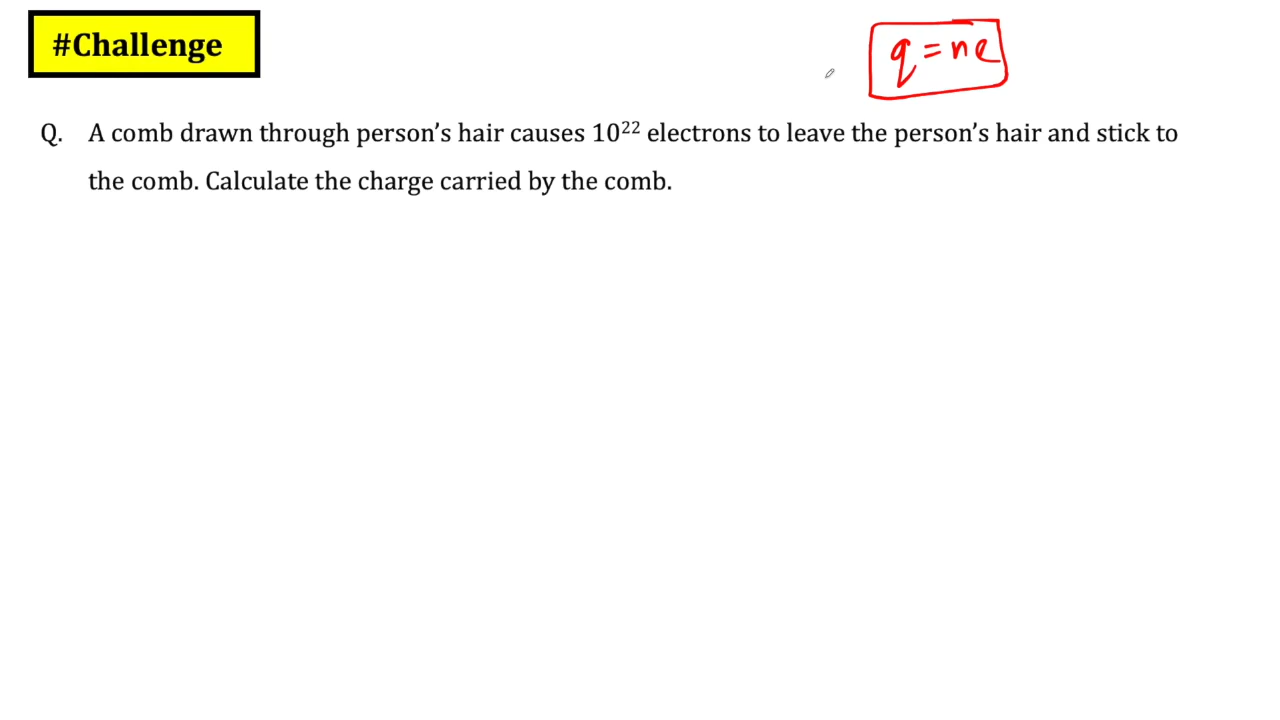 #Challenge
q = ne
Q. A comb drawn through person’s hair causes 10²² electrons to leave the person’s hair and stick to
the comb. Calculate the charge carried by the comb.